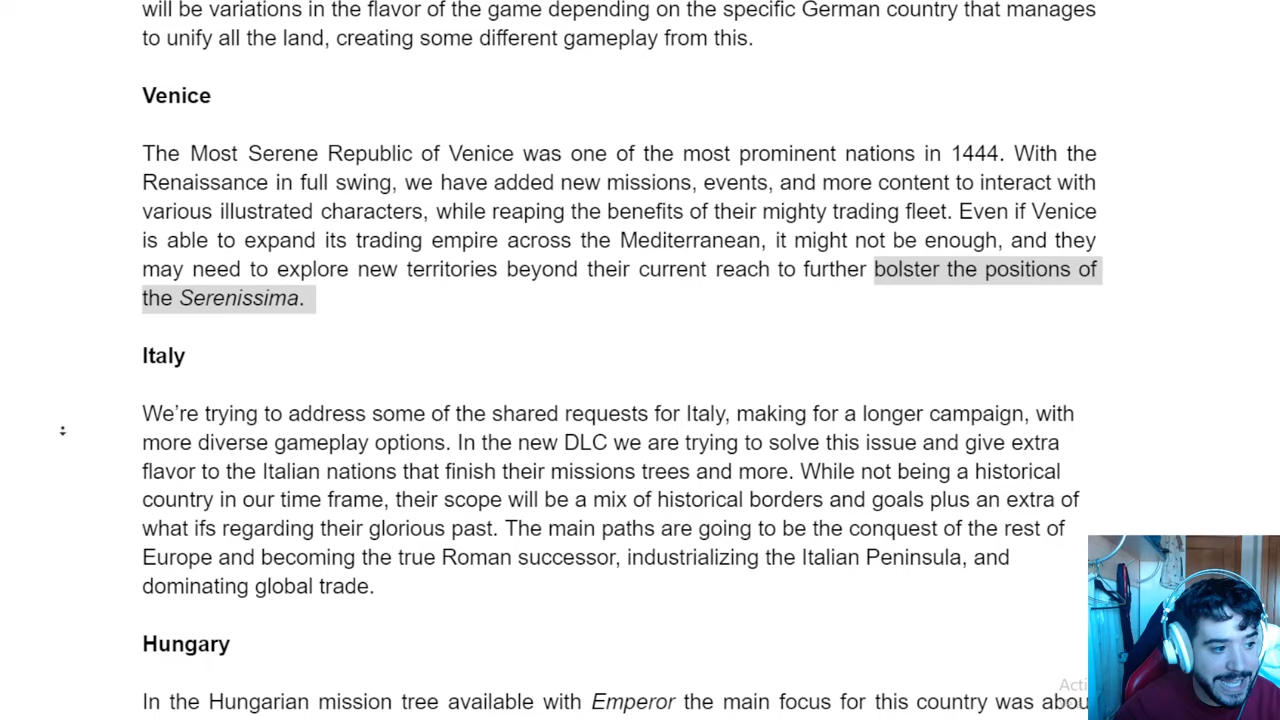 will be variations in the flavor of the game depending on the specific German country that manages
to unify all the land, creating some different gameplay from this.
Venice
The Most Serene Republic of Venice was one of the most prominent nations in 1444. With the
Renaissance in full swing, we have added new missions, events, and more content to interact with
various illustrated characters, while reaping the benefits of their mighty trading fleet. Even if Venice
is able to expand its trading empire across the Mediterranean, it might not be enough, and they
may need to explore new territories beyond their current reach to further bolster the positions of
the Serenissima.
Italy
We’re trying to address some of the shared requests for Italy, making for a longer campaign, with
more diverse gameplay options. In the new DLC we are trying to solve this issue and give extra
flavor to the Italian nations that finish their missions trees and more. While not being a historical
country in our time frame, their scope will be a mix of historical borders and goals plus an extra of
what ifs regarding their glorious past. The main paths are going to be the conquest of the rest of
Europe and becoming the true Roman successor, industrializing the Italian Peninsula, and
dominating global trade.
Hungary
In the Hungarian mission tree available with Emperor the main focus for this country was abou